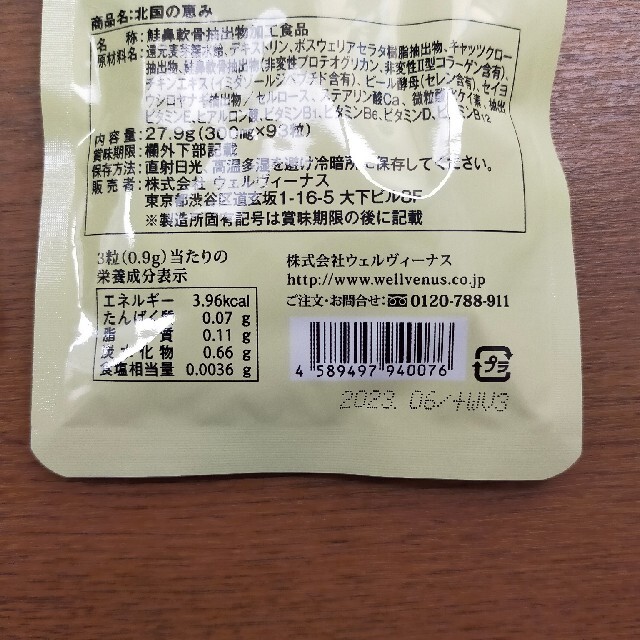 商品名:北国の恵み
名　称:鮭鼻軟骨抽出物加工食品
原材料名:還元麦芽糖水飴、デキストリン、ボスウェリアセラタ樹脂抽出物、キャッツクロー
抽出物、鮭鼻軟骨抽出物(非変性プロテオグリカン、非変性Ⅱ型コラーゲン含有)、
チキンエキス(イミダゾールジペプチド含有)、ビール酵母(セレン含有)、セイヨ
ウシロヤナギ抽出物／セルロース、ステアリン酸Ca、微粒酸化ケイ素、抽出
ビタミンE、ヒアルロン酸、ビタミンB1、ビタミンB6、ビタミンD、ビタミンB12
内容量:27.9g(300mg×93粒)
賞味期限:欄外下部記載
保存方法:直射日光、高温多湿を避け冷暗所に保存してください。
販売者:株式会社 ウェルヴィーナス
東京都渋谷区道玄坂1-16-5 大下ビル8F
※製造所固有記号は賞味期限の後に記載
3粒(0.9g)当たりの
栄養成分表示
エネルギー 3.96kcal
たんぱく質 0.07 g
脂質 0.11 g
炭水化物 0.66 g
食塩相当量 0.0036 g
株式会社ウェルヴィーナス
http://www.wellvenus.co.jp
ご注文・お問合せ: 0120-788-911
4 589497 940076
プラ
2023. 06/+WU3